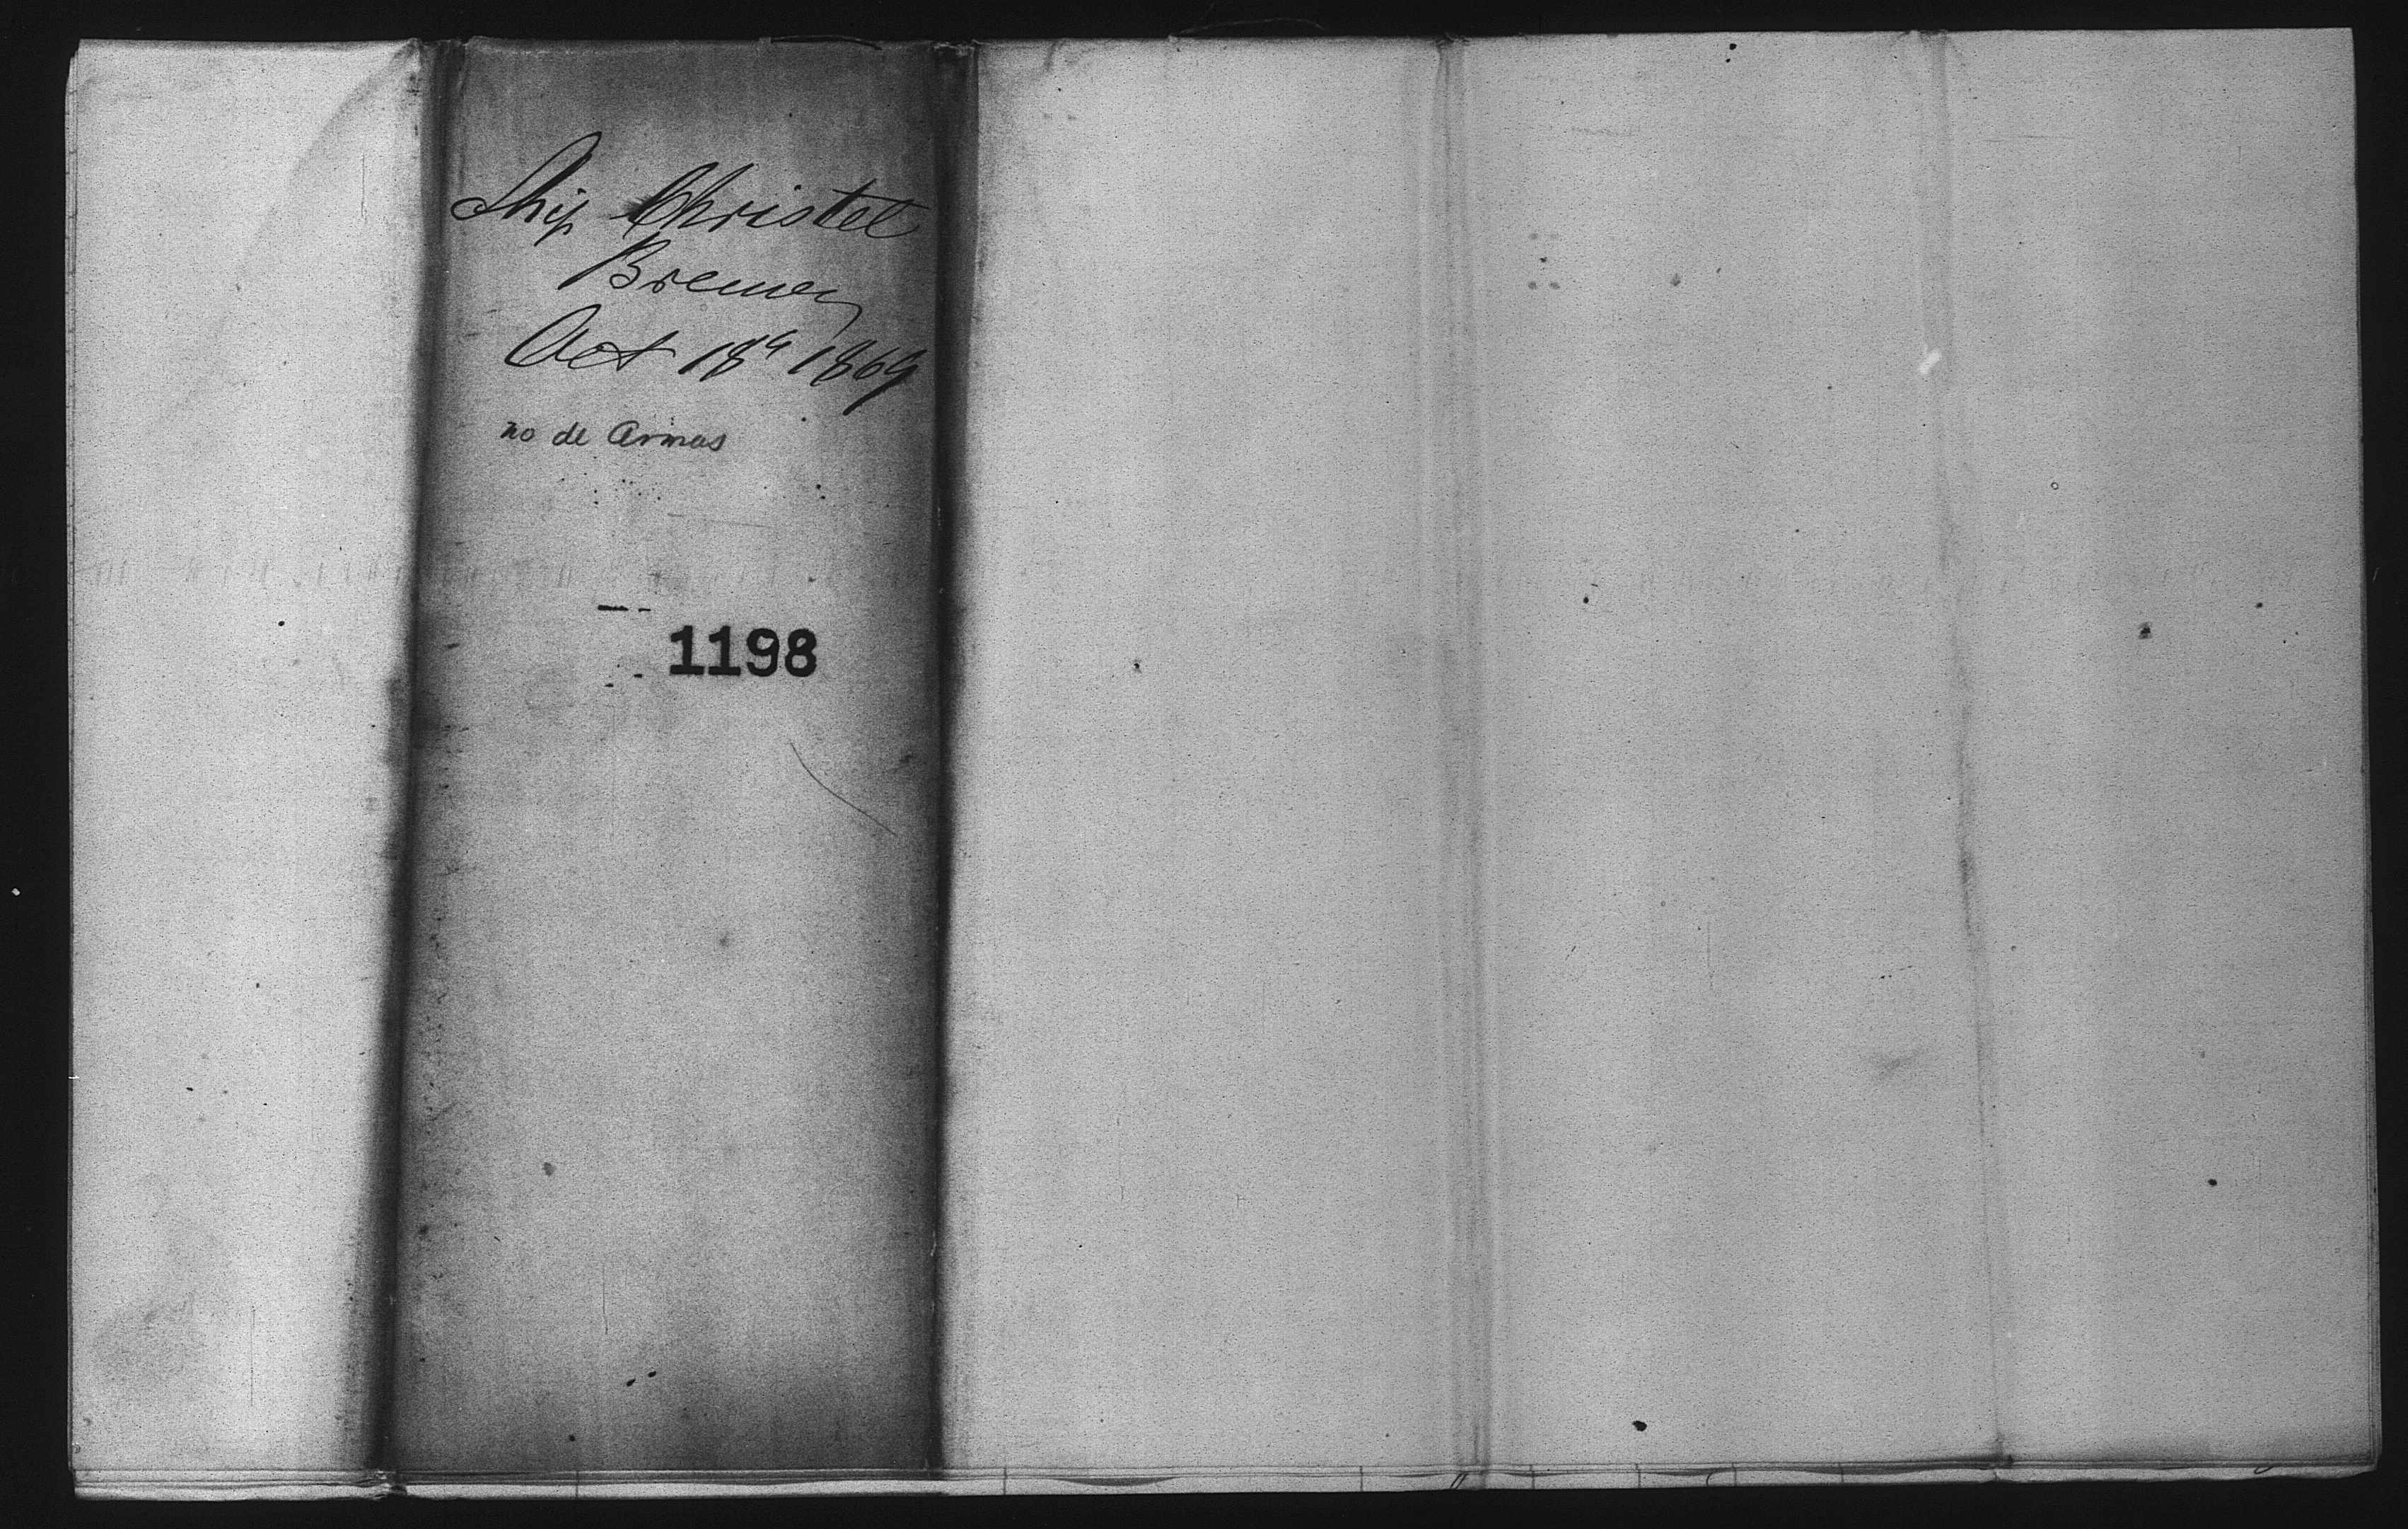 Ship Christel
Bremen
Oct 18th 1869
no de Armas
1198